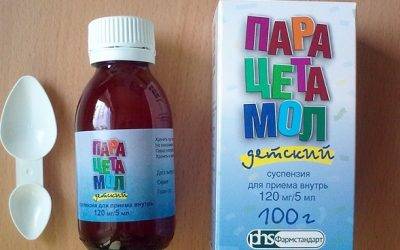 ПАРА
ЦЕТА
МОЛ
детский
суспензия
для приема внутрь
120 мг/5 мл
ПАРА
ЦЕТА
МОЛ
детский
суспензия
для приема внутрь
120 мг/5 мл
100 г
phs Фармстандарт